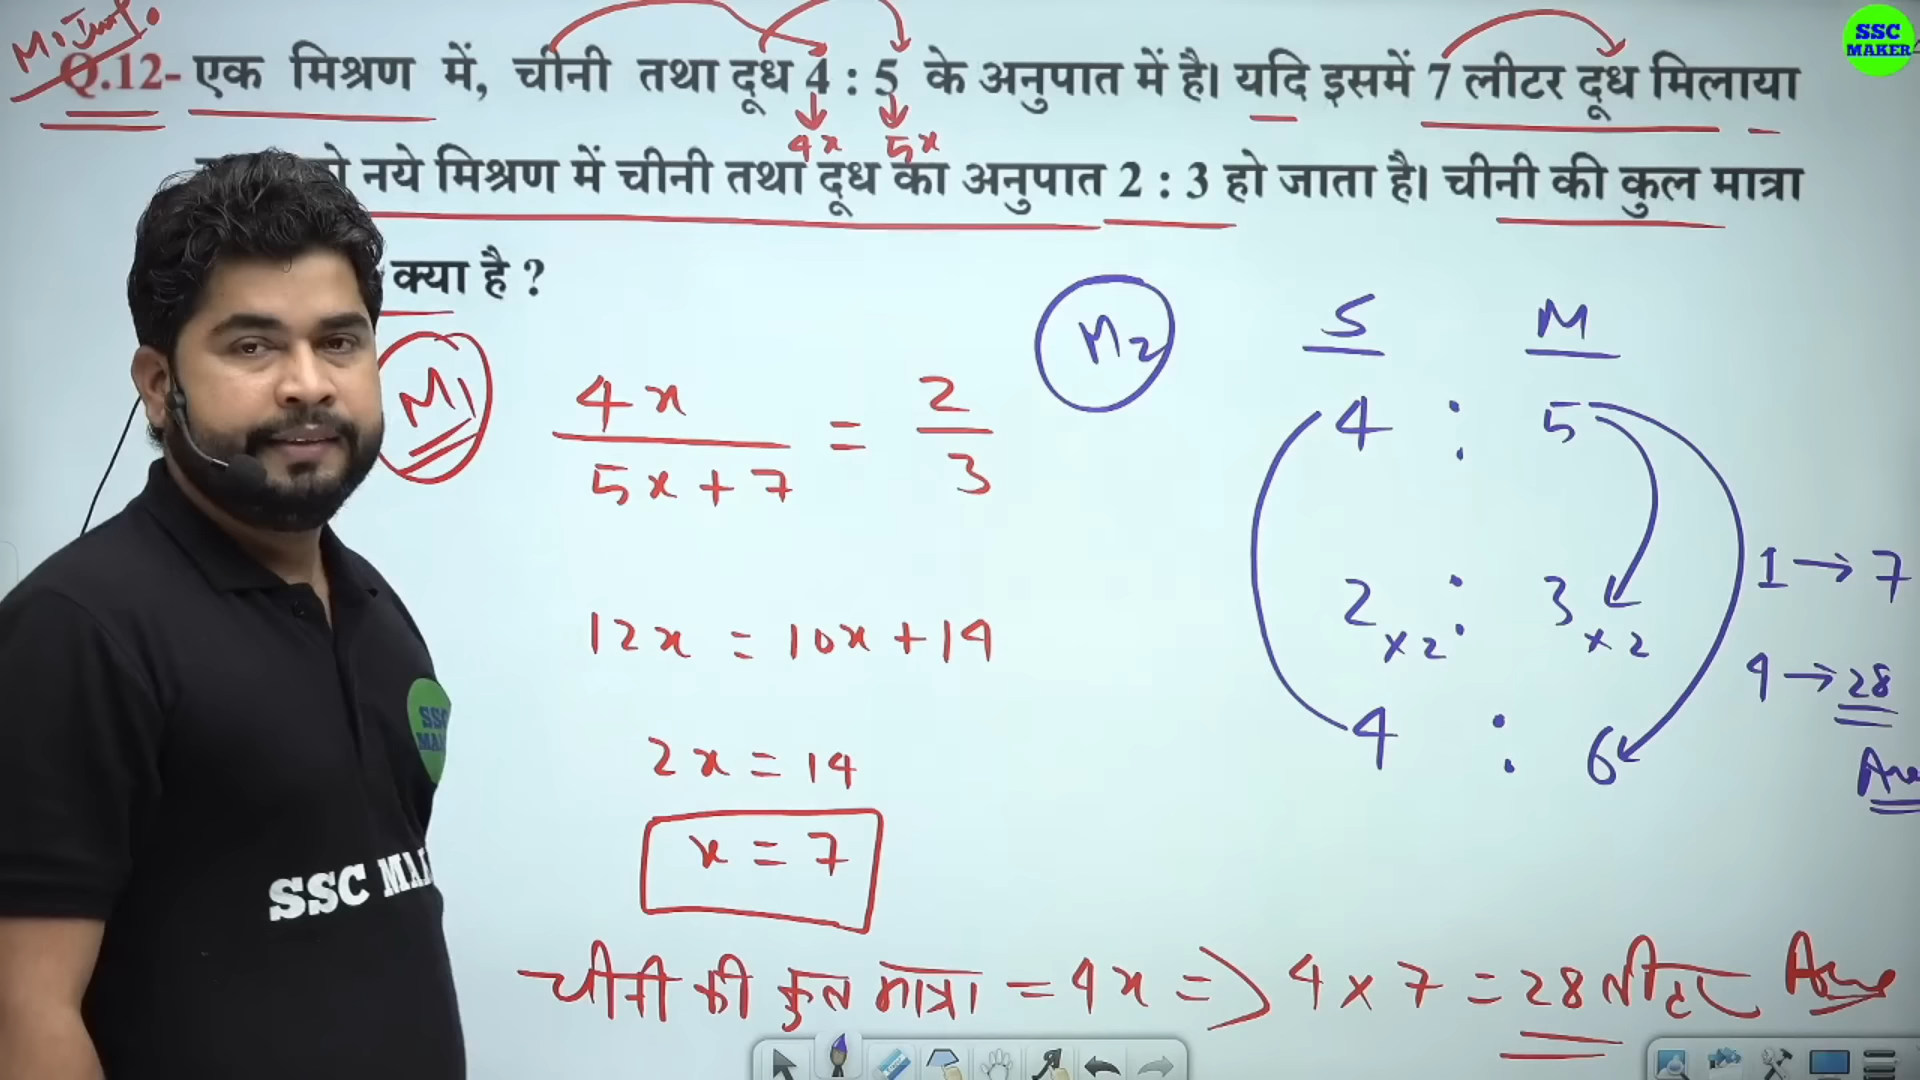 M. Imp.
SSC
MAKER
Q.12- एक मिश्रण में, चीनी तथा दूध 4 : 5 के अनुपात में है। यदि इसमें 7 लीटर दूध मिलाया
4x 5x
नये मिश्रण में चीनी तथा दूध का अनुपात 2 : 3 हो जाता है। चीनी की कुल मात्रा
क्या है ?
M1
4x / 5x + 7 = 2 / 3
12x = 10x + 14
2x = 14
x = 7
M2
S M
4 : 5
2 : 3
×2 ×2
4 : 6
1 → 7
4 → 28
चीनी की कुल मात्रा = 4x => 4 × 7 = 28 लीटर Ans
SSC
SSC